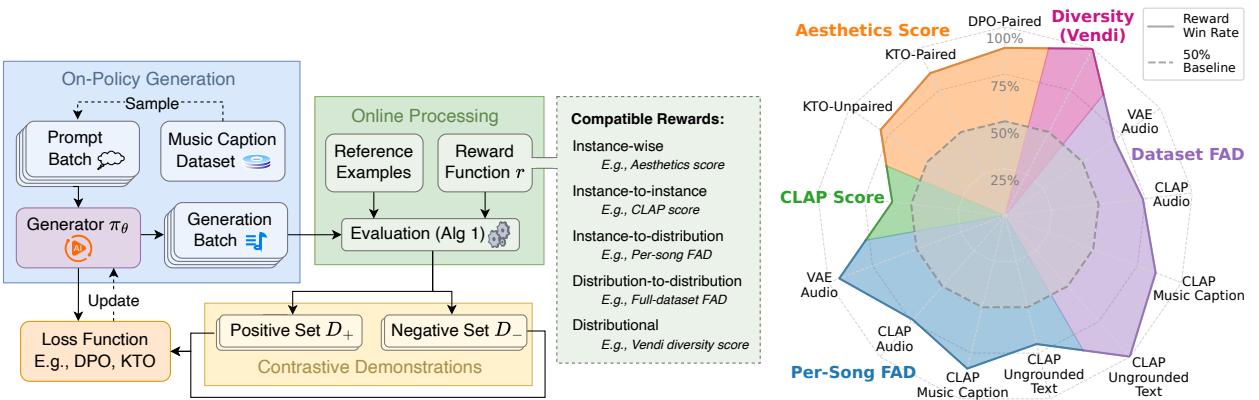 On-Policy Generation
Sample
Prompt
Batch
Music Caption
Dataset
Generator πθ
AI
Generation
Batch
Update
Loss Function
E.g., DPO, KTO
Online Processing
Reference
Examples
Reward
Function r
Evaluation (Alg 1)
Positive Set D+
Negative Set D−
Contrastive Demonstrations
Compatible Rewards:
Instance-wise
E.g., Aesthetics score
Instance-to-instance
E.g., CLAP score
Instance-to-distribution
E.g., Per-song FAD
Distribution-to-distribution
E.g., Full-dataset FAD
Distributional
E.g., Vendi diversity score
Aesthetics Score
DPO-Paired
Diversity
(Vendi)
Reward
Win Rate
50%
Baseline
100%
75%
50%
25%
KTO-Paired
KTO-Unpaired
VAE
Audio
Dataset FAD
CLAP
Audio
CLAP Score
VAE
Audio
CLAP
Music Caption
CLAP
Audio
Per-Song FAD
CLAP
Music Caption
CLAP
Ungrounded
Text
CLAP
Ungrounded
Text